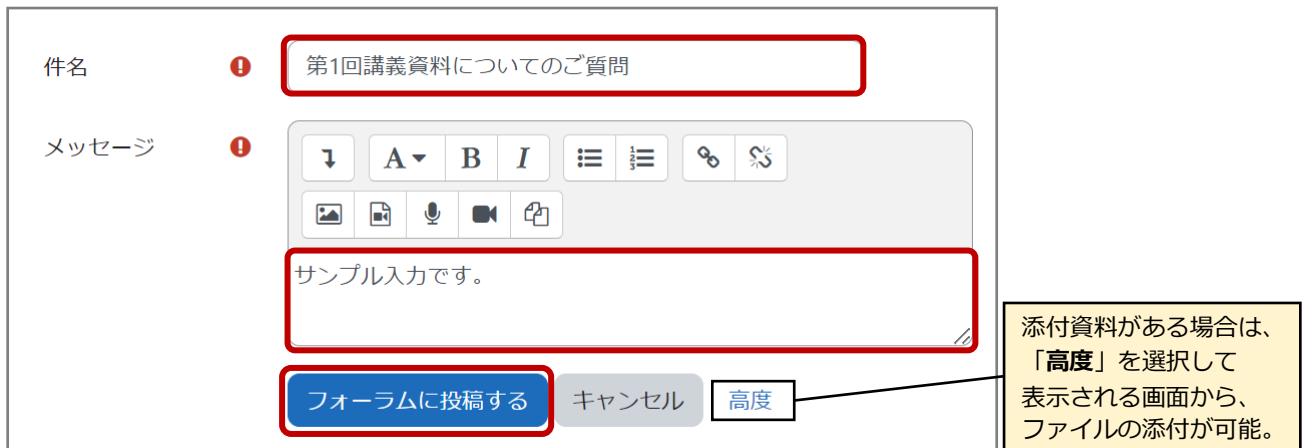 件名
第1回講義資料についてのご質問
メッセージ
A B I
サンプル入力です。
フォーラムに投稿する キャンセル 高度
添付資料がある場合は、
「高度」を選択して
表示される画面から、
ファイルの添付が可能。